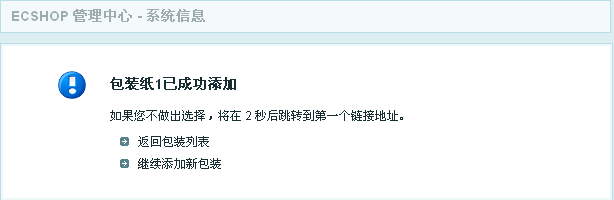 ECSHOP 管理中心 - 系统信息
包装纸1已成功添加
如果您不做出选择，将在 2 秒后跳转到第一个链接地址。
返回包装列表
继续添加新包装